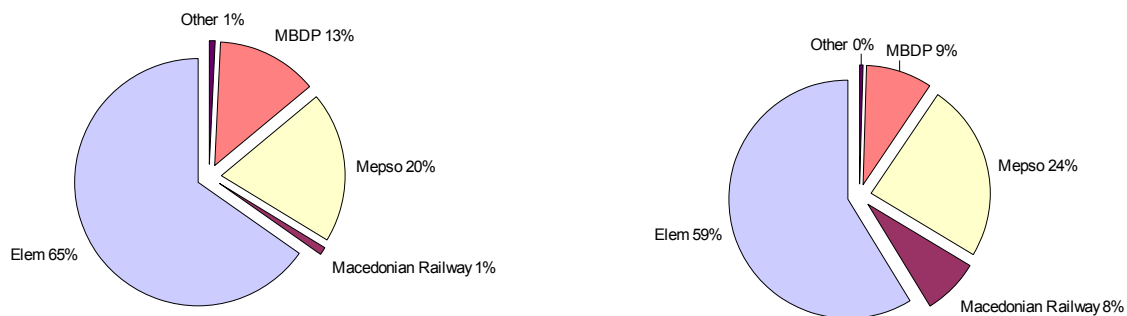 Other 1%
MBDP 13%
Mepso 20%
Elem 65%
Macedonian Railway 1%
Other 0%
MBDP 9%
Mepso 24%
Elem 59%
Macedonian Railway 8%